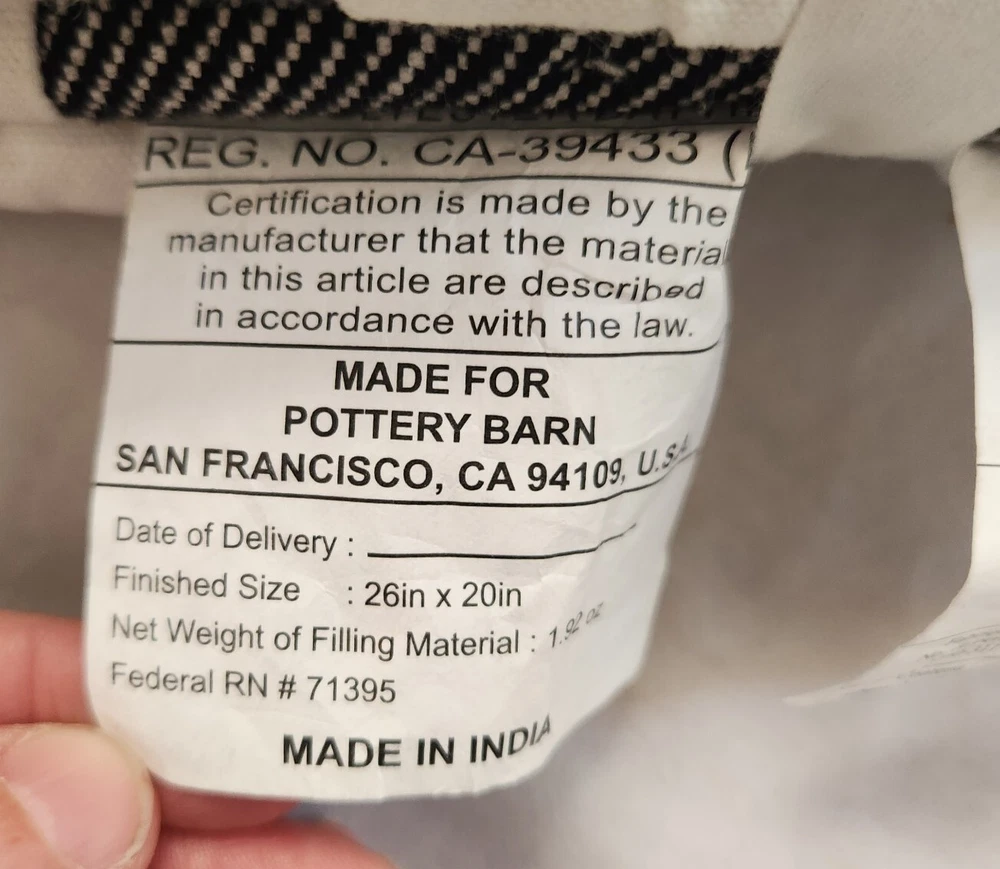 REG. NO. CA-39433 (
Certification is made by the
manufacturer that the material
in this article are described
in accordance with the law.
MADE FOR
POTTERY BARN
SAN FRANCISCO, CA 94109, U.S.A.
Date of Delivery :
Finished Size : 26in x 20in
Net Weight of Filling Material : 1.92 oz
Federal RN # 71395
MADE IN INDIA